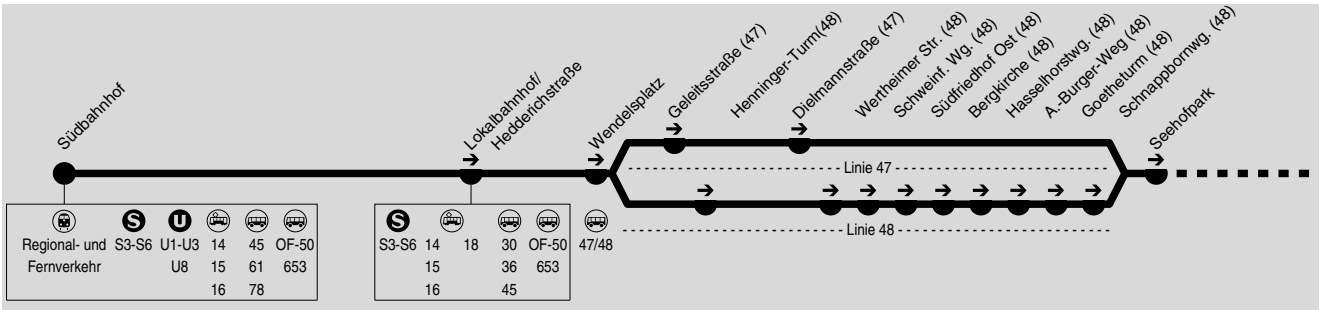 Südbahnhof
Lokalbahnhof/
Hedderichstraße
Wendelsplatz
Geleitsstraße (47)
Henninger-Turm(48)
Dielmannstraße (47)
Wertheimer Str. (48)
Schweinf. Wg. (48)
Südfriedhof Ost (48)
Bergkirche (48)
Hasselhorstwg. (48)
A.-Burger-Weg (48)
Goetheturm (48)
Schnappbornwg. (48)
Seehofpark
Linie 47
Linie 48
S U
Regional- und S3-S6 U1-U3 14 45 OF-50
Fernverkehr U8 15 61 653
16 78
S
S3-S6 14 18 30 OF-50 47/48
15 36 653
16 45